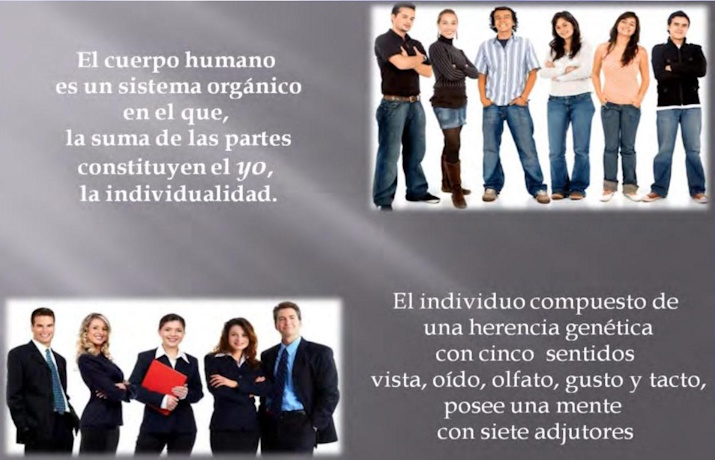 El cuerpo humano
es un sistema orgánico
en el que,
la suma de las partes
constituyen el yo,
la individualidad.
El individuo compuesto de
una herencia genética
con cinco sentidos
vista, oído, olfato, gusto y tacto,
posee una mente
con siete adjutores